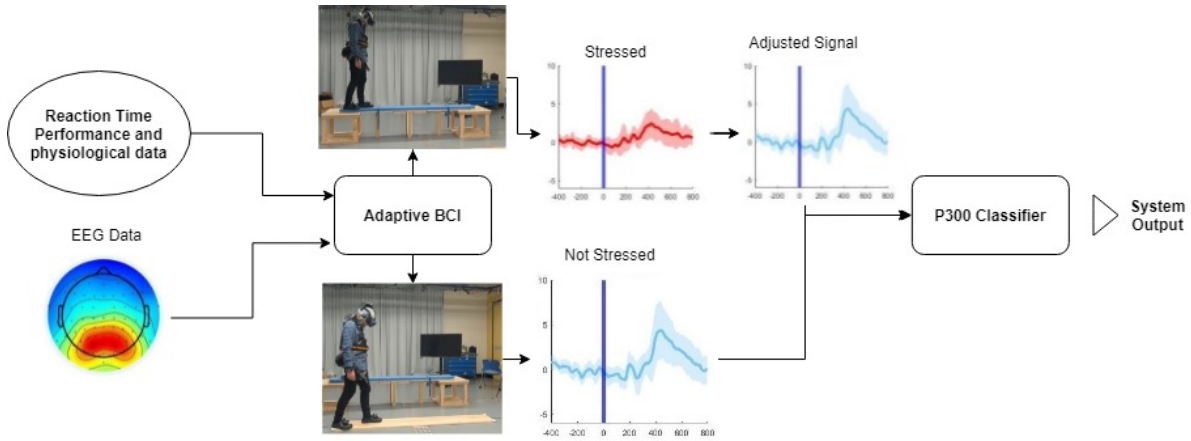 Reaction Time
Performance and
physiological data
EEG Data
Adaptive BCI
Stressed
10
5
0
-5
-400 -200 0 200 400 600 800
Adjusted Signal
10
5
0
-5
-400 -200 0 200 400 600 800
Not Stressed
10
5
0
-5
-400 -200 0 200 400 600 800
P300 Classifier
System
Output